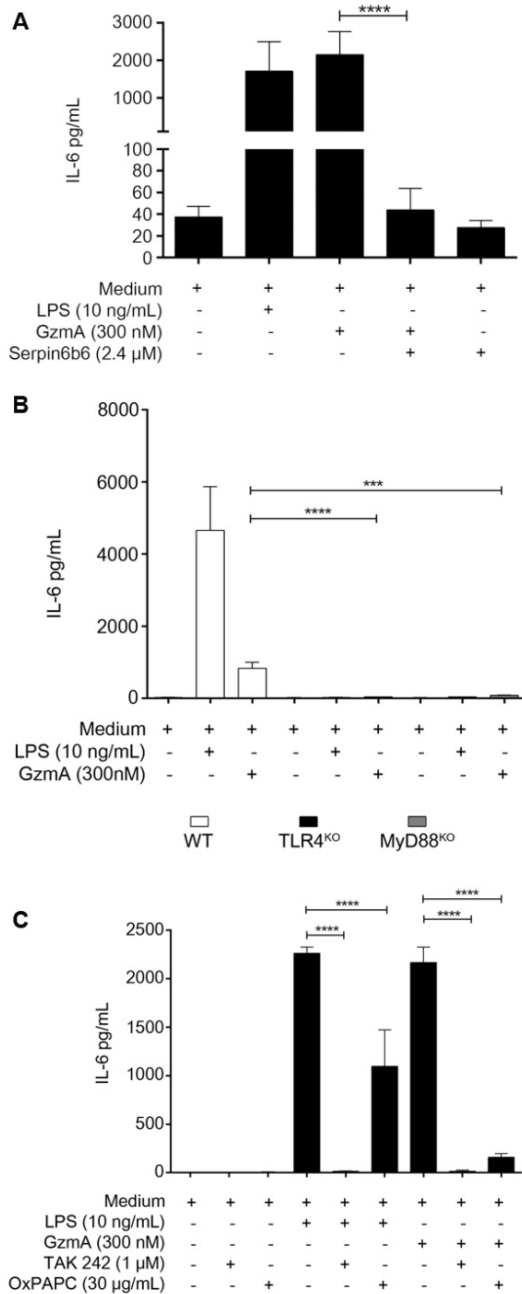 A
****
3000
2000
1000
100
80
60
40
20
0
IL-6 pg/mL
Medium + + + + +
LPS (10 ng/mL) - + - - -
GzmA (300 nM) - - + + -
Serpin6b6 (2.4 µM) - - - + +
B
8000
6000
4000
2000
0
IL-6 pg/mL
***
****
Medium + + + + + + + + +
LPS (10 ng/mL) - + - - + - - + -
GzmA (300nM) - - + - - + - - +
WT TLR4KO MyD88KO
C
2500
2000
1500
1000
500
0
IL-6 pg/mL
**** ****
**** ****
Medium + + + + + + + + +
LPS (10 ng/mL) - - - + + + - - -
GzmA (300 nM) - - - - - - + + +
TAK 242 (1 µM) - + - - + - - + -
OxPAPC (30 µg/mL) - - + - - + - - +